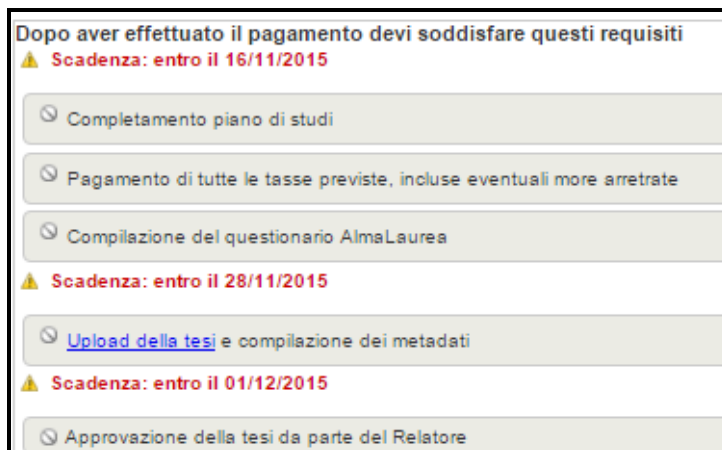 Dopo aver effettuato il pagamento devi soddisfare questi requisiti
Scadenza: entro il 16/11/2015
Completamento piano di studi
Pagamento di tutte le tasse previste, incluse eventuali more arretrate
Compilazione del questionario AlmaLaurea
Scadenza: entro il 28/11/2015
Upload della tesi e compilazione dei metadati
Scadenza: entro il 01/12/2015
Approvazione della tesi da parte del Relatore